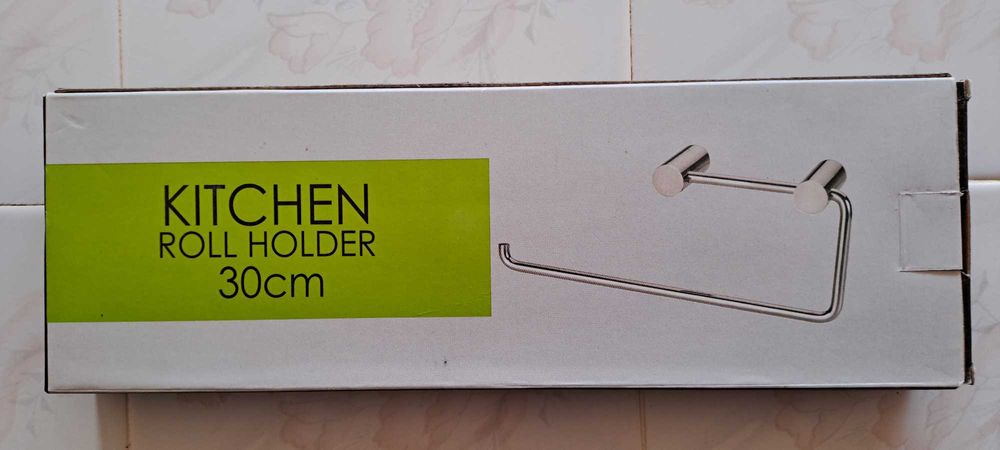 KITCHEN
ROLL HOLDER
30cm